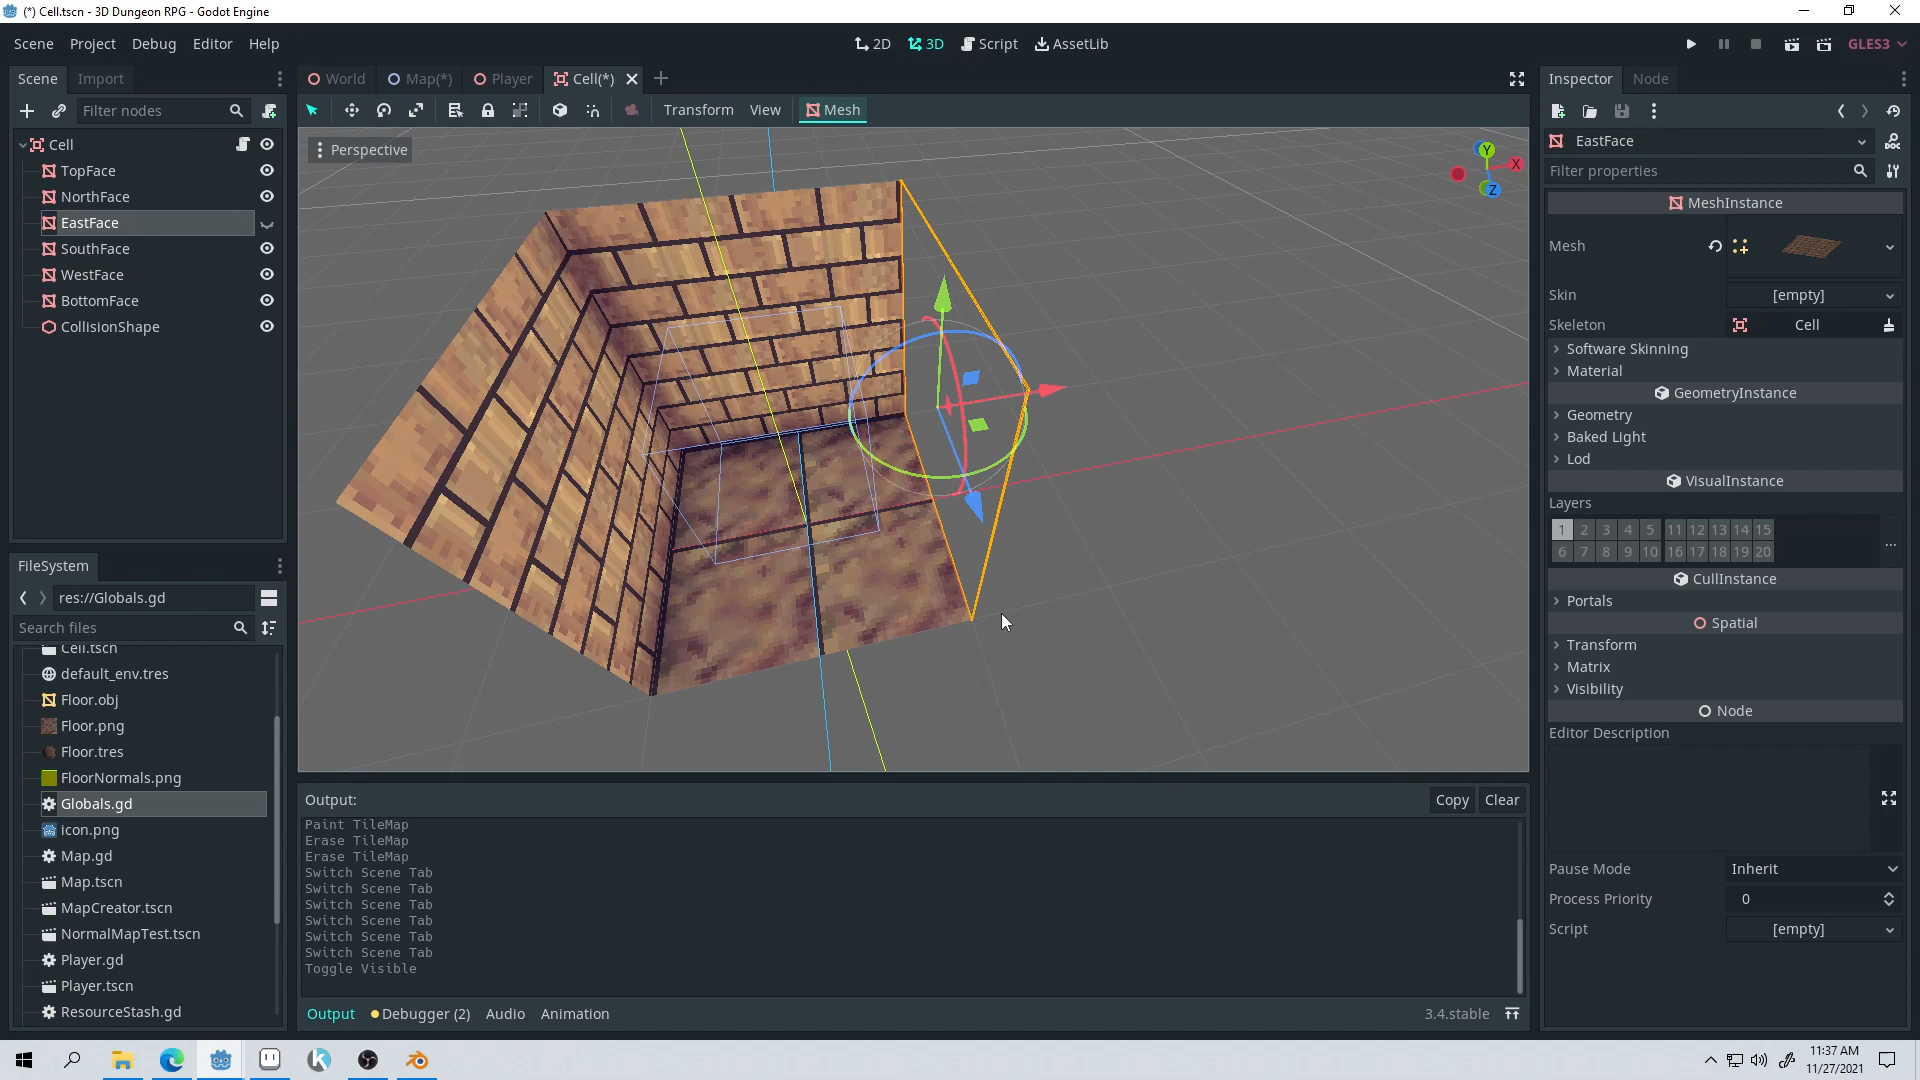 (*) Cell.tscn - 3D Dungeon RPG - Godot Engine
Scene Project Debug Editor Help
2D 3D Script AssetLib
GLES3
Scene Import
World Map(*) Player Cell(*)
Inspector Node
Filter nodes
Transform View Mesh
Cell
TopFace
NorthFace
EastFace
SouthFace
WestFace
BottomFace
CollisionShape
Perspective
Y
X
Z
EastFace
Filter properties
MeshInstance
Mesh
Skin [empty]
Skeleton Cell
Software Skinning
Material
GeometryInstance
Geometry
Baked Light
Lod
VisualInstance
Layers
1 2 3 4 5 11 12 13 14 15
6 7 8 9 10 16 17 18 19 20
...
CullInstance
Portals
Spatial
Transform
Matrix
Visibility
Node
Editor Description
Pause Mode Inherit
Process Priority 0
Script [empty]
FileSystem
res://Globals.gd
Search files
Cell.tscn
default_env.tres
Floor.obj
Floor.png
Floor.tres
FloorNormals.png
Globals.gd
icon.png
Map.gd
Map.tscn
MapCreator.tscn
NormalMapTest.tscn
Player.gd
Player.tscn
ResourceStash.gd
Output:
Copy Clear
Paint TileMap
Erase TileMap
Erase TileMap
Switch Scene Tab
Switch Scene Tab
Switch Scene Tab
Switch Scene Tab
Switch Scene Tab
Switch Scene Tab
Toggle Visible
Output Debugger (2) Audio Animation
3.4.stable
11:37 AM
11/27/2021